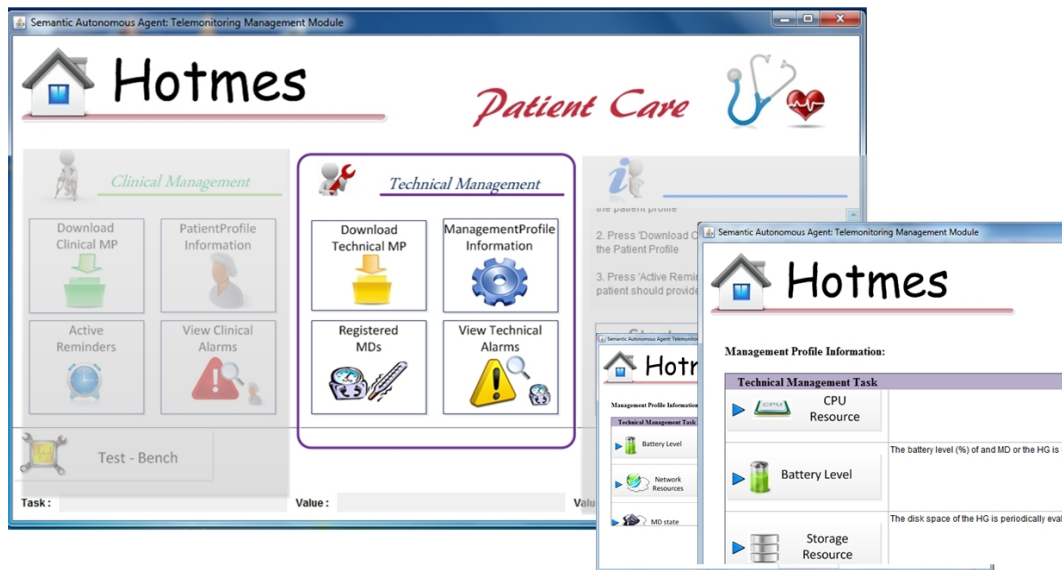 Semantic Autonomous Agent: Telemonitoring Management Module
Hotmes
Patient Care
Clinical Management
Download
Clinical MP
PatientProfile
Information
Active
Reminders
View Clinical
Alarms
Test - Bench
Technical Management
Download
Technical MP
ManagementProfile
Information
Registered
MDs
View Technical
Alarms
the patient profile
2. Press 'Download
the Patient Profile
3. Press 'Active
patient should provide
Task :
Value :
Semantic Autonomous Agent:
Management Profile Information
Technical Management Task
Battery Level
Network
Resources
MD state
Semantic Autonomous Agent: Telemonitoring Management Module
Hotmes
Management Profile Information:
Technical Management Task
CPU
Resource
The battery level (%) of and MD or the HG is
Battery Level
The disk space of the HG is periodically
Storage
Resource